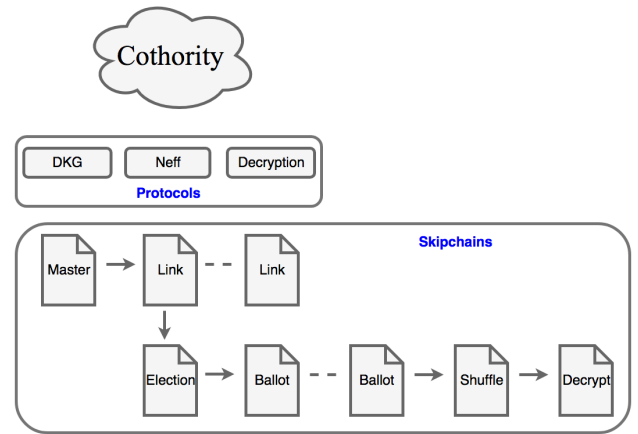 Cothority
DKG Neff Decryption
Protocols
Skipchains
Master Link Link
Election Ballot Ballot Shuffle Decrypt